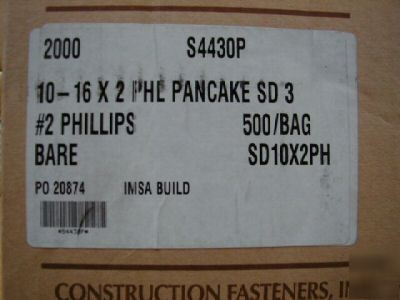 2000 S4430P
10-16 X 2 PHL PANCAKE SD 3
#2 PHILLIPS 500/BAG
BARE SD10X2PH
PO 20874 IMSA BUILD
*S4430P*
CONSTRUCTION FASTENERS,